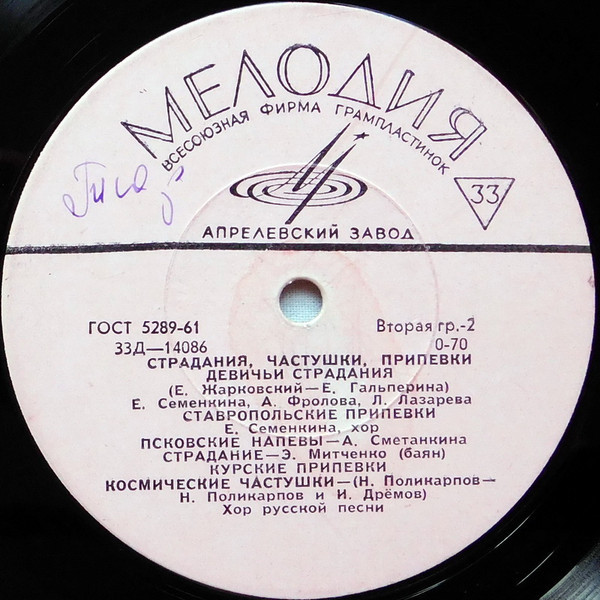 МЕЛОДИЯ
ВСЕСОЮЗНАЯ ФИРМА ГРАМПЛАСТИНОК
33
АПРЕЛЕВСКИЙ ЗАВОД
ГОСТ 5289-61 Вторая гр.-2
33Д—14086 0-70
СТРАДАНИЯ, ЧАСТУШКИ, ПРИПЕВКИ
ДЕВИЧЬИ СТРАДАНИЯ
(Е. Жарковский—Е. Гальперина)
Е. Семенкина, А. Фролова, Л. Лазарева
СТАВРОПОЛЬСКИЕ ПРИПЕВКИ
Е. Семенкина, хор
ПСКОВСКИЕ НАПЕВЫ—А. Сметанкина
СТРАДАНИЕ—Э. Митченко (баян)
КУРСКИЕ ПРИПЕВКИ
КОСМИЧЕСКИЕ ЧАСТУШКИ—(Н. Поликарпов—
Н. Поликарпов и И. Дрёмов)
Хор русской песни